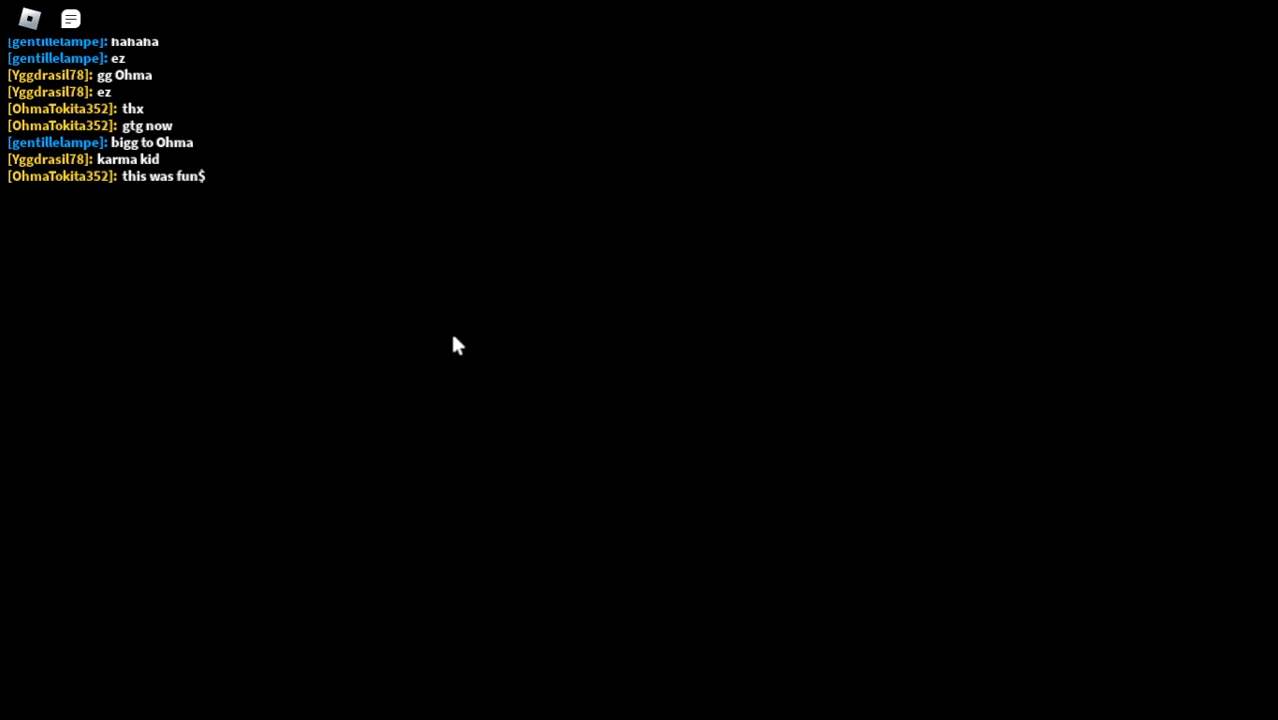 [gentillelampe]: hahaha
[gentillelampe]: ez
[Yggdrasil78]: gg Ohma
[Yggdrasil78]: ez
[OhmaTokita352]: thx
[OhmaTokita352]: gtg now
[gentillelampe]: bigg to Ohma
[Yggdrasil78]: karma kid
[OhmaTokita352]: this was fun$